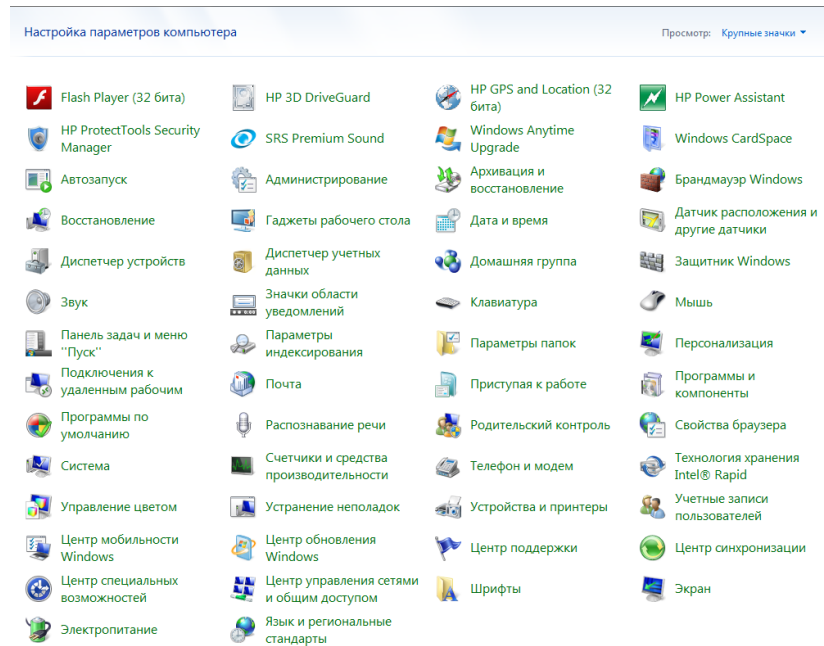 Настройка параметров компьютера
Просмотр: Крупные значки
Flash Player (32 бита)
HP 3D DriveGuard
HP GPS and Location (32
бита)
HP Power Assistant
HP ProtectTools Security
Manager
SRS Premium Sound
Windows Anytime
Upgrade
Windows CardSpace
Автозапуск
Администрирование
Архивация и
восстановление
Брандмауэр Windows
Восстановление
Гаджеты рабочего стола
Дата и время
Датчик расположения и
другие датчики
Диспетчер устройств
Диспетчер учетных
данных
Домашняя группа
Защитник Windows
Звук
Значки области
уведомлений
Клавиатура
Мышь
Панель задач и меню
''Пуск''
Параметры
индексирования
Параметры папок
Персонализация
Подключения к
удаленным рабочим
Почта
Приступая к работе
Программы и
компоненты
Программы по
умолчанию
Распознавание речи
Родительский контроль
Свойства браузера
Система
Счетчики и средства
производительности
Телефон и модем
Технология хранения
Intel® Rapid
Управление цветом
Устранение неполадок
Устройства и принтеры
Учетные записи
пользователей
Центр мобильности
Windows
Центр обновления
Windows
Центр поддержки
Центр синхронизации
Центр специальных
возможностей
Центр управления сетями
и общим доступом
Шрифты
Экран
Электропитание
Язык и региональные
стандарты